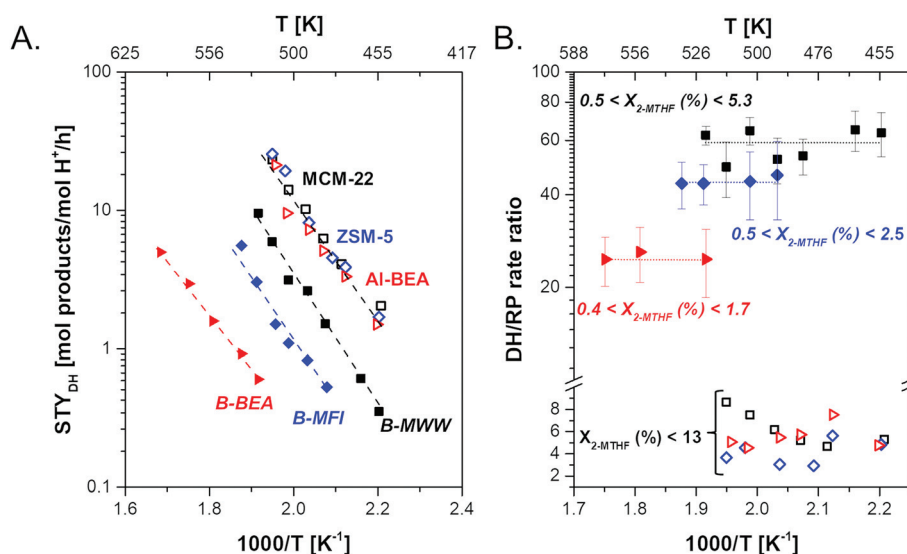 A.
T [K]
625 556 500 455 417
STY_DH [mol products/mol H⁺/h]
100
10
1
0.1
MCM-22
ZSM-5
Al-BEA
B-BEA
B-MFI
B-MWW
1.6 1.8 2.0 2.2 2.4
1000/T [K⁻¹]
B.
T [K]
588 556 526 500 476 455
DH/RP rate ratio
100
80
60
40
20
8
6
4
2
0.5 < X_2-MTHF (%) < 5.3
0.5 < X_2-MTHF (%) < 2.5
0.4 < X_2-MTHF (%) < 1.7
X_2-MTHF (%) < 13
1.7 1.8 1.9 2.0 2.1 2.2
1000/T [K⁻¹]